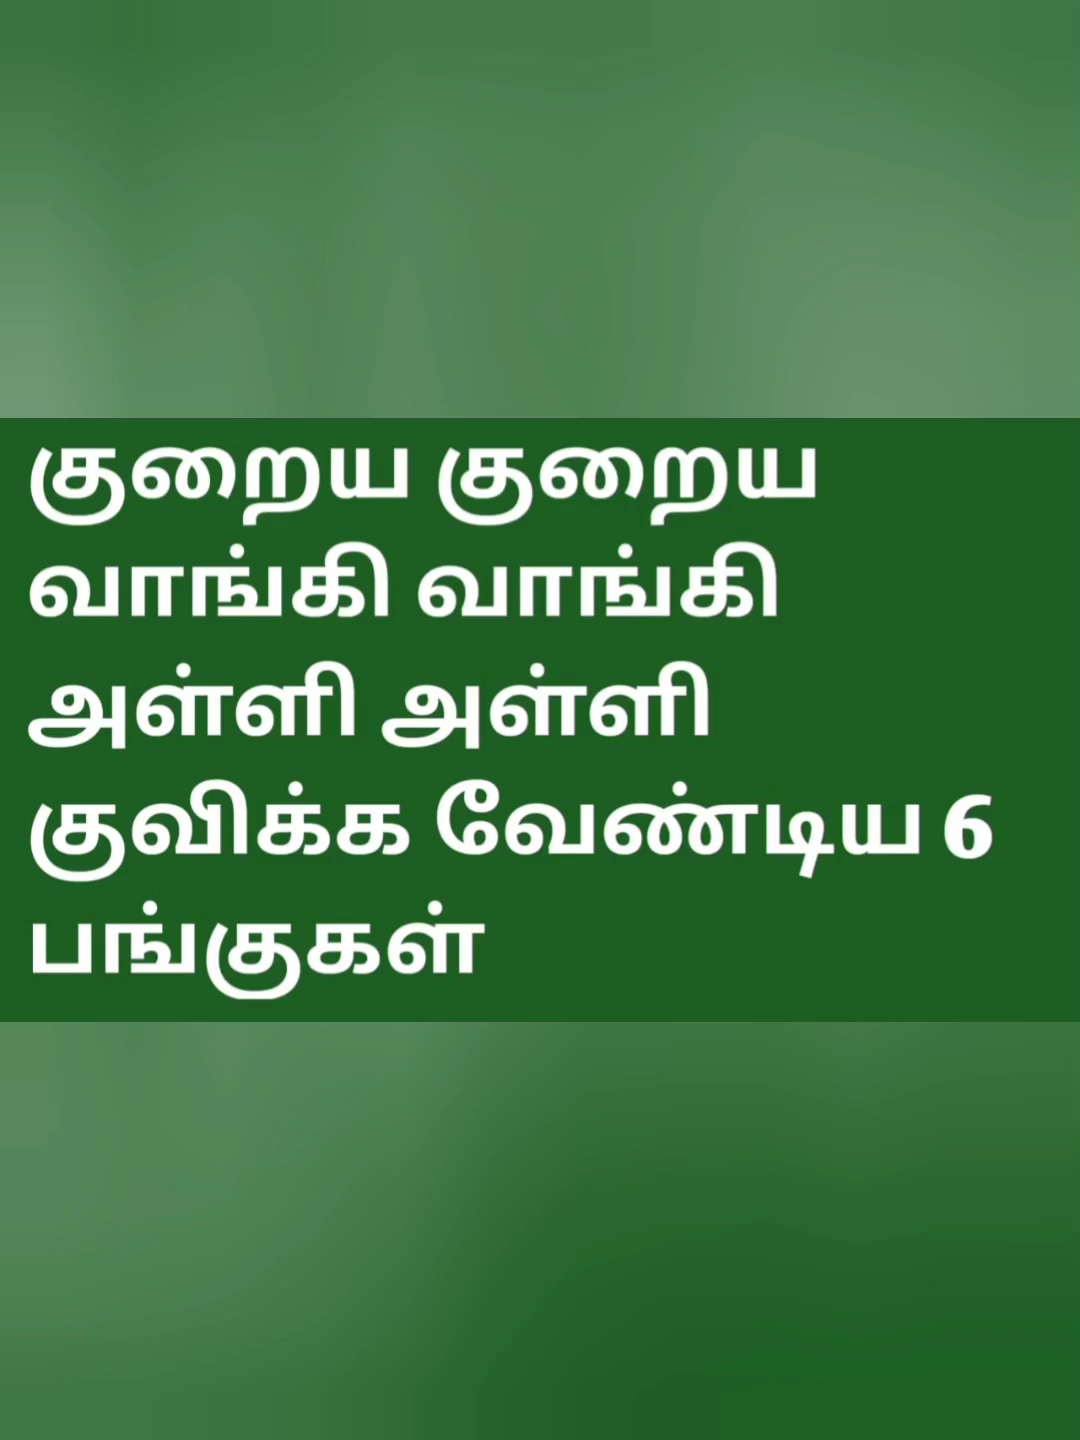 குறைய குறைய
வாங்கி வாங்கி
அள்ளி அள்ளி
குவிக்க வேண்டிய 6
பங்குகள்